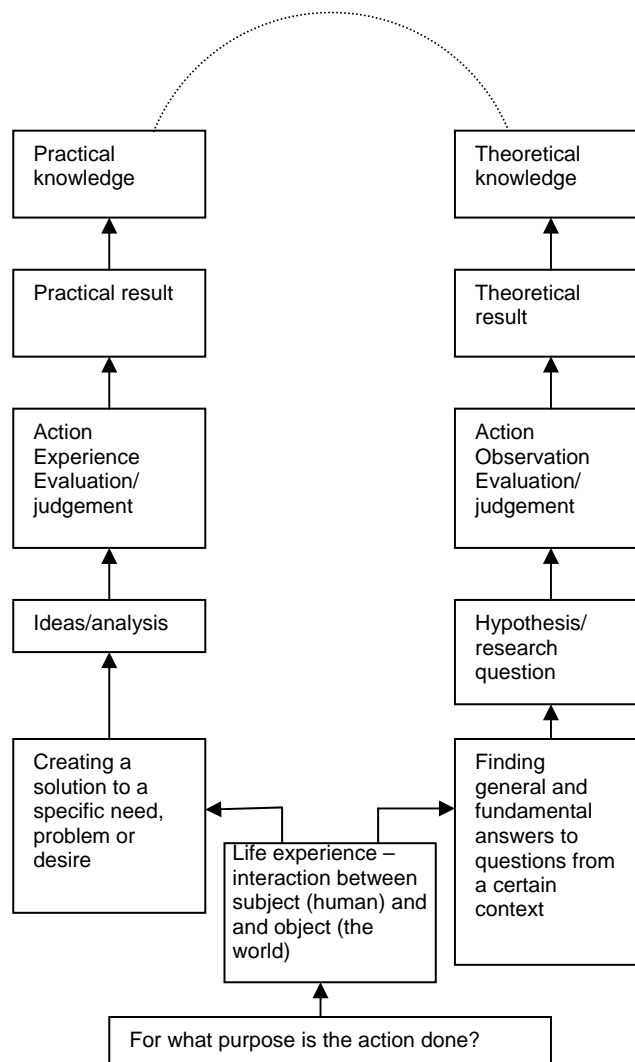 Practical
knowledge
Theoretical
knowledge
Practical result
Theoretical
result
Action
Experience
Evaluation/
judgement
Action
Observation
Evaluation/
judgement
Ideas/analysis
Hypothesis/
research
question
Creating a
solution to a
specific need,
problem or
desire
Finding
general and
fundamental
answers to
questions from
a certain
context
Life experience –
interaction between
subject (human) and
and object (the
world)
For what purpose is the action done?